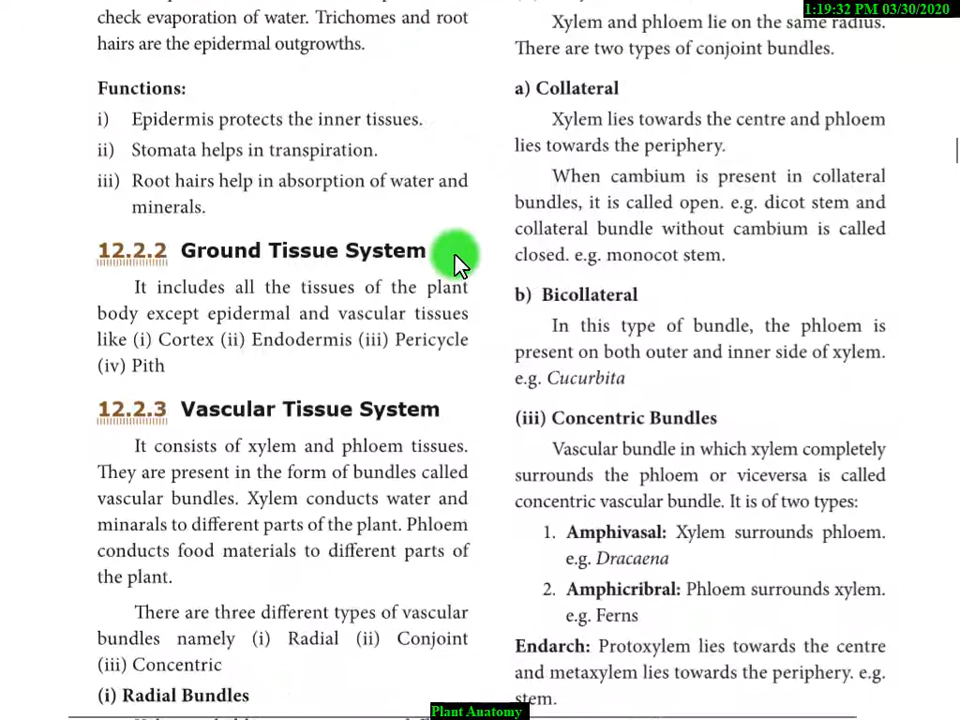 1:19:32 PM 03/30/2020
check evaporation of water. Trichomes and root
hairs are the epidermal outgrowths.
Functions:
i) Epidermis protects the inner tissues.
ii) Stomata helps in transpiration.
iii) Root hairs help in absorption of water and
minerals.
12.2.2 Ground Tissue System
It includes all the tissues of the plant
body except epidermal and vascular tissues
like (i) Cortex (ii) Endodermis (iii) Pericycle
(iv) Pith
12.2.3 Vascular Tissue System
It consists of xylem and phloem tissues.
They are present in the form of bundles called
vascular bundles. Xylem conducts water and
minarals to different parts of the plant. Phloem
conducts food materials to different parts of
the plant.
There are three different types of vascular
bundles namely (i) Radial (ii) Conjoint
(iii) Concentric
(i) Radial Bundles
Xylem and phloem lie on the same radius.
There are two types of conjoint bundles.
a) Collateral
Xylem lies towards the centre and phloem
lies towards the periphery.
When cambium is present in collateral
bundles, it is called open. e.g. dicot stem and
collateral bundle without cambium is called
closed. e.g. monocot stem.
b) Bicollateral
In this type of bundle, the phloem is
present on both outer and inner side of xylem.
e.g. Cucurbita
(iii) Concentric Bundles
Vascular bundle in which xylem completely
surrounds the phloem or viceversa is called
concentric vascular bundle. It is of two types:
1. Amphivasal: Xylem surrounds phloem.
e.g. Dracaena
2. Amphicribral: Phloem surrounds xylem.
e.g. Ferns
Endarch: Protoxylem lies towards the centre
and metaxylem lies towards the periphery. e.g.
stem.
Plant Anatomy